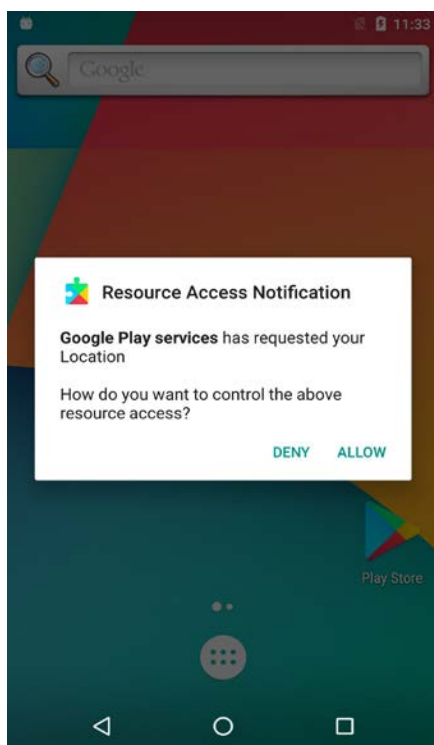 11:33
Google
Resource Access Notification
Google Play services has requested your
Location
How do you want to control the above
resource access?
DENY ALLOW
Play Store